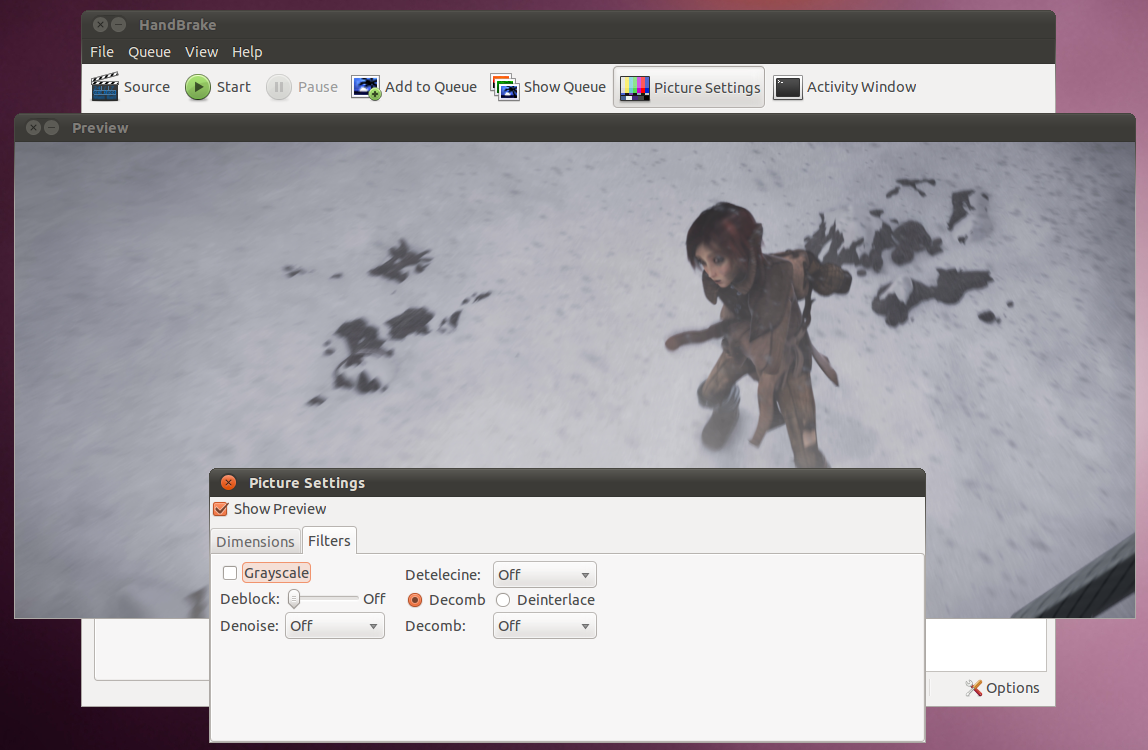 HandBrake
File Queue View Help
Source Start Pause Add to Queue Show Queue Picture Settings Activity Window
Preview
Picture Settings
Show Preview
Dimensions Filters
Grayscale Detelecine: Off
Deblock: Off Decomb Deinterlace
Denoise: Off Decomb: Off
Options